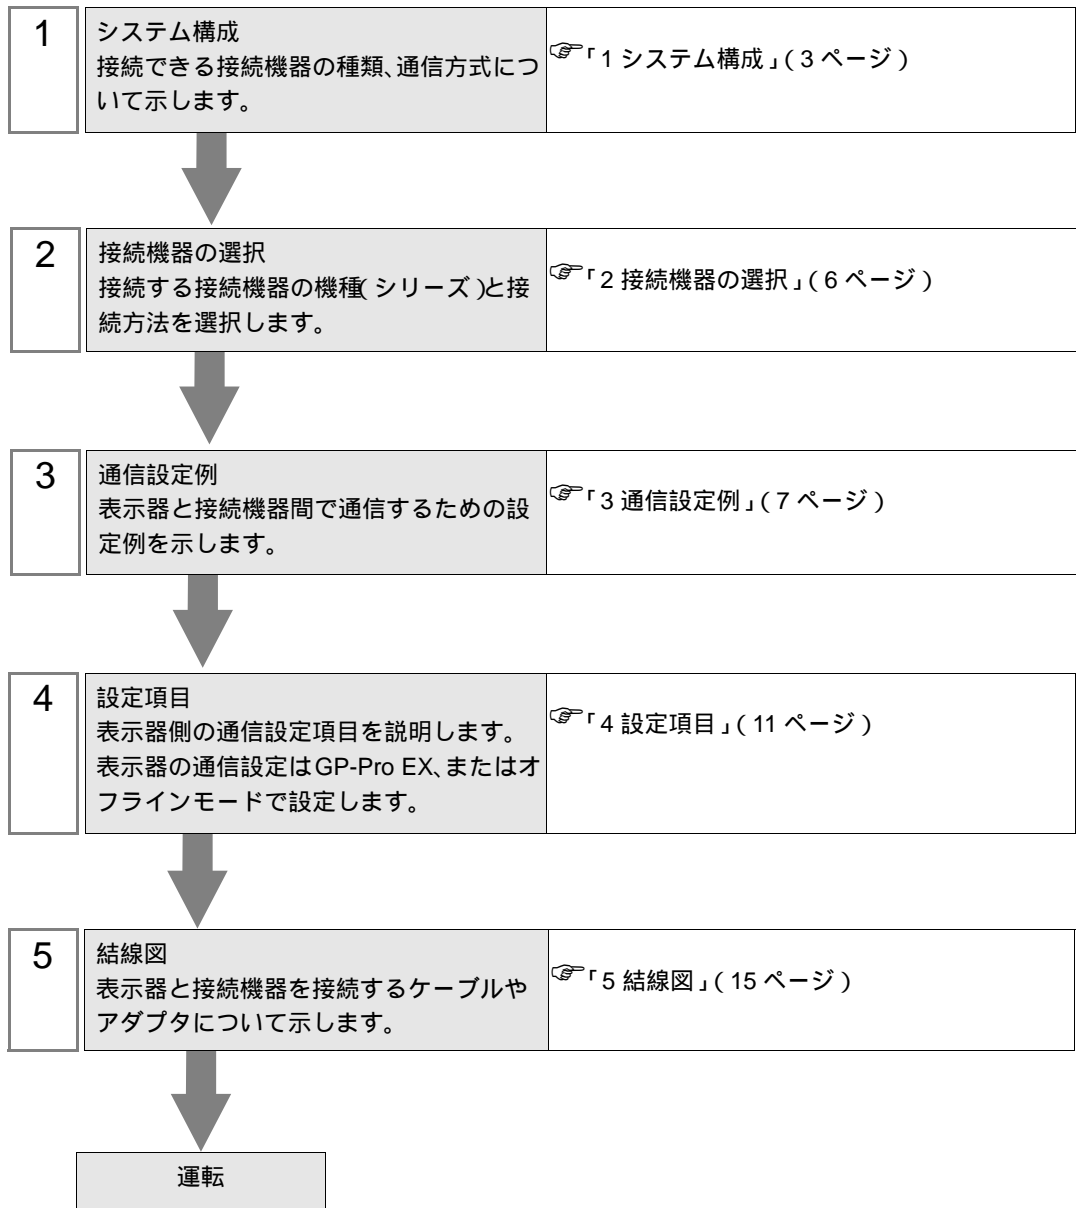 1
システム構成
接続できる接続機器の種類、通信方式につ
いて示します。
☞「1 システム構成」(3 ページ)
2
接続機器の選択
接続する接続機器の機種(シリーズ)と接
続方法を選択します。
☞「2 接続機器の選択」(6 ページ)
3
通信設定例
表示器と接続機器間で通信するための設
定例を示します。
☞「3 通信設定例」(7 ページ)
4
設定項目
表示器側の通信設定項目を説明します。
表示器の通信設定はGP-Pro EX、またはオ
フラインモードで設定します。
☞「4 設定項目」(11 ページ)
5
結線図
表示器と接続機器を接続するケーブルや
アダプタについて示します。
☞「5 結線図」(15 ページ)
運転